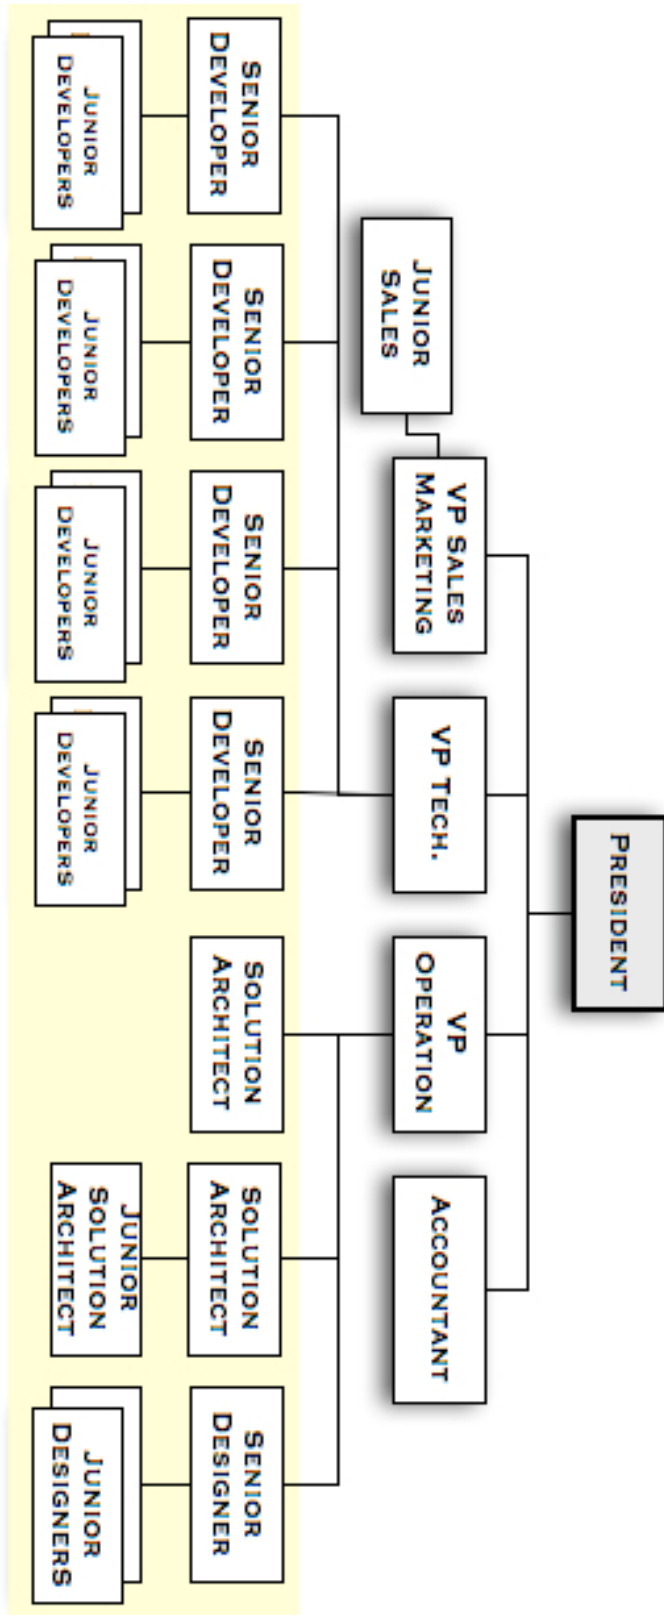 PRESIDENT
VP SALES
MARKETING
VP TECH.
VP
OPERATION
ACCOUNTANT
JUNIOR
SALES
SENIOR
DEVELOPER
SENIOR
DEVELOPER
SENIOR
DEVELOPER
SENIOR
DEVELOPER
SOLUTION
ARCHITECT
SOLUTION
ARCHITECT
SENIOR
DESIGNER
JUNIOR
DEVELOPERS
JUNIOR
DEVELOPERS
JUNIOR
DEVELOPERS
JUNIOR
DEVELOPERS
JUNIOR
SOLUTION
ARCHITECT
JUNIOR
DESIGNERS